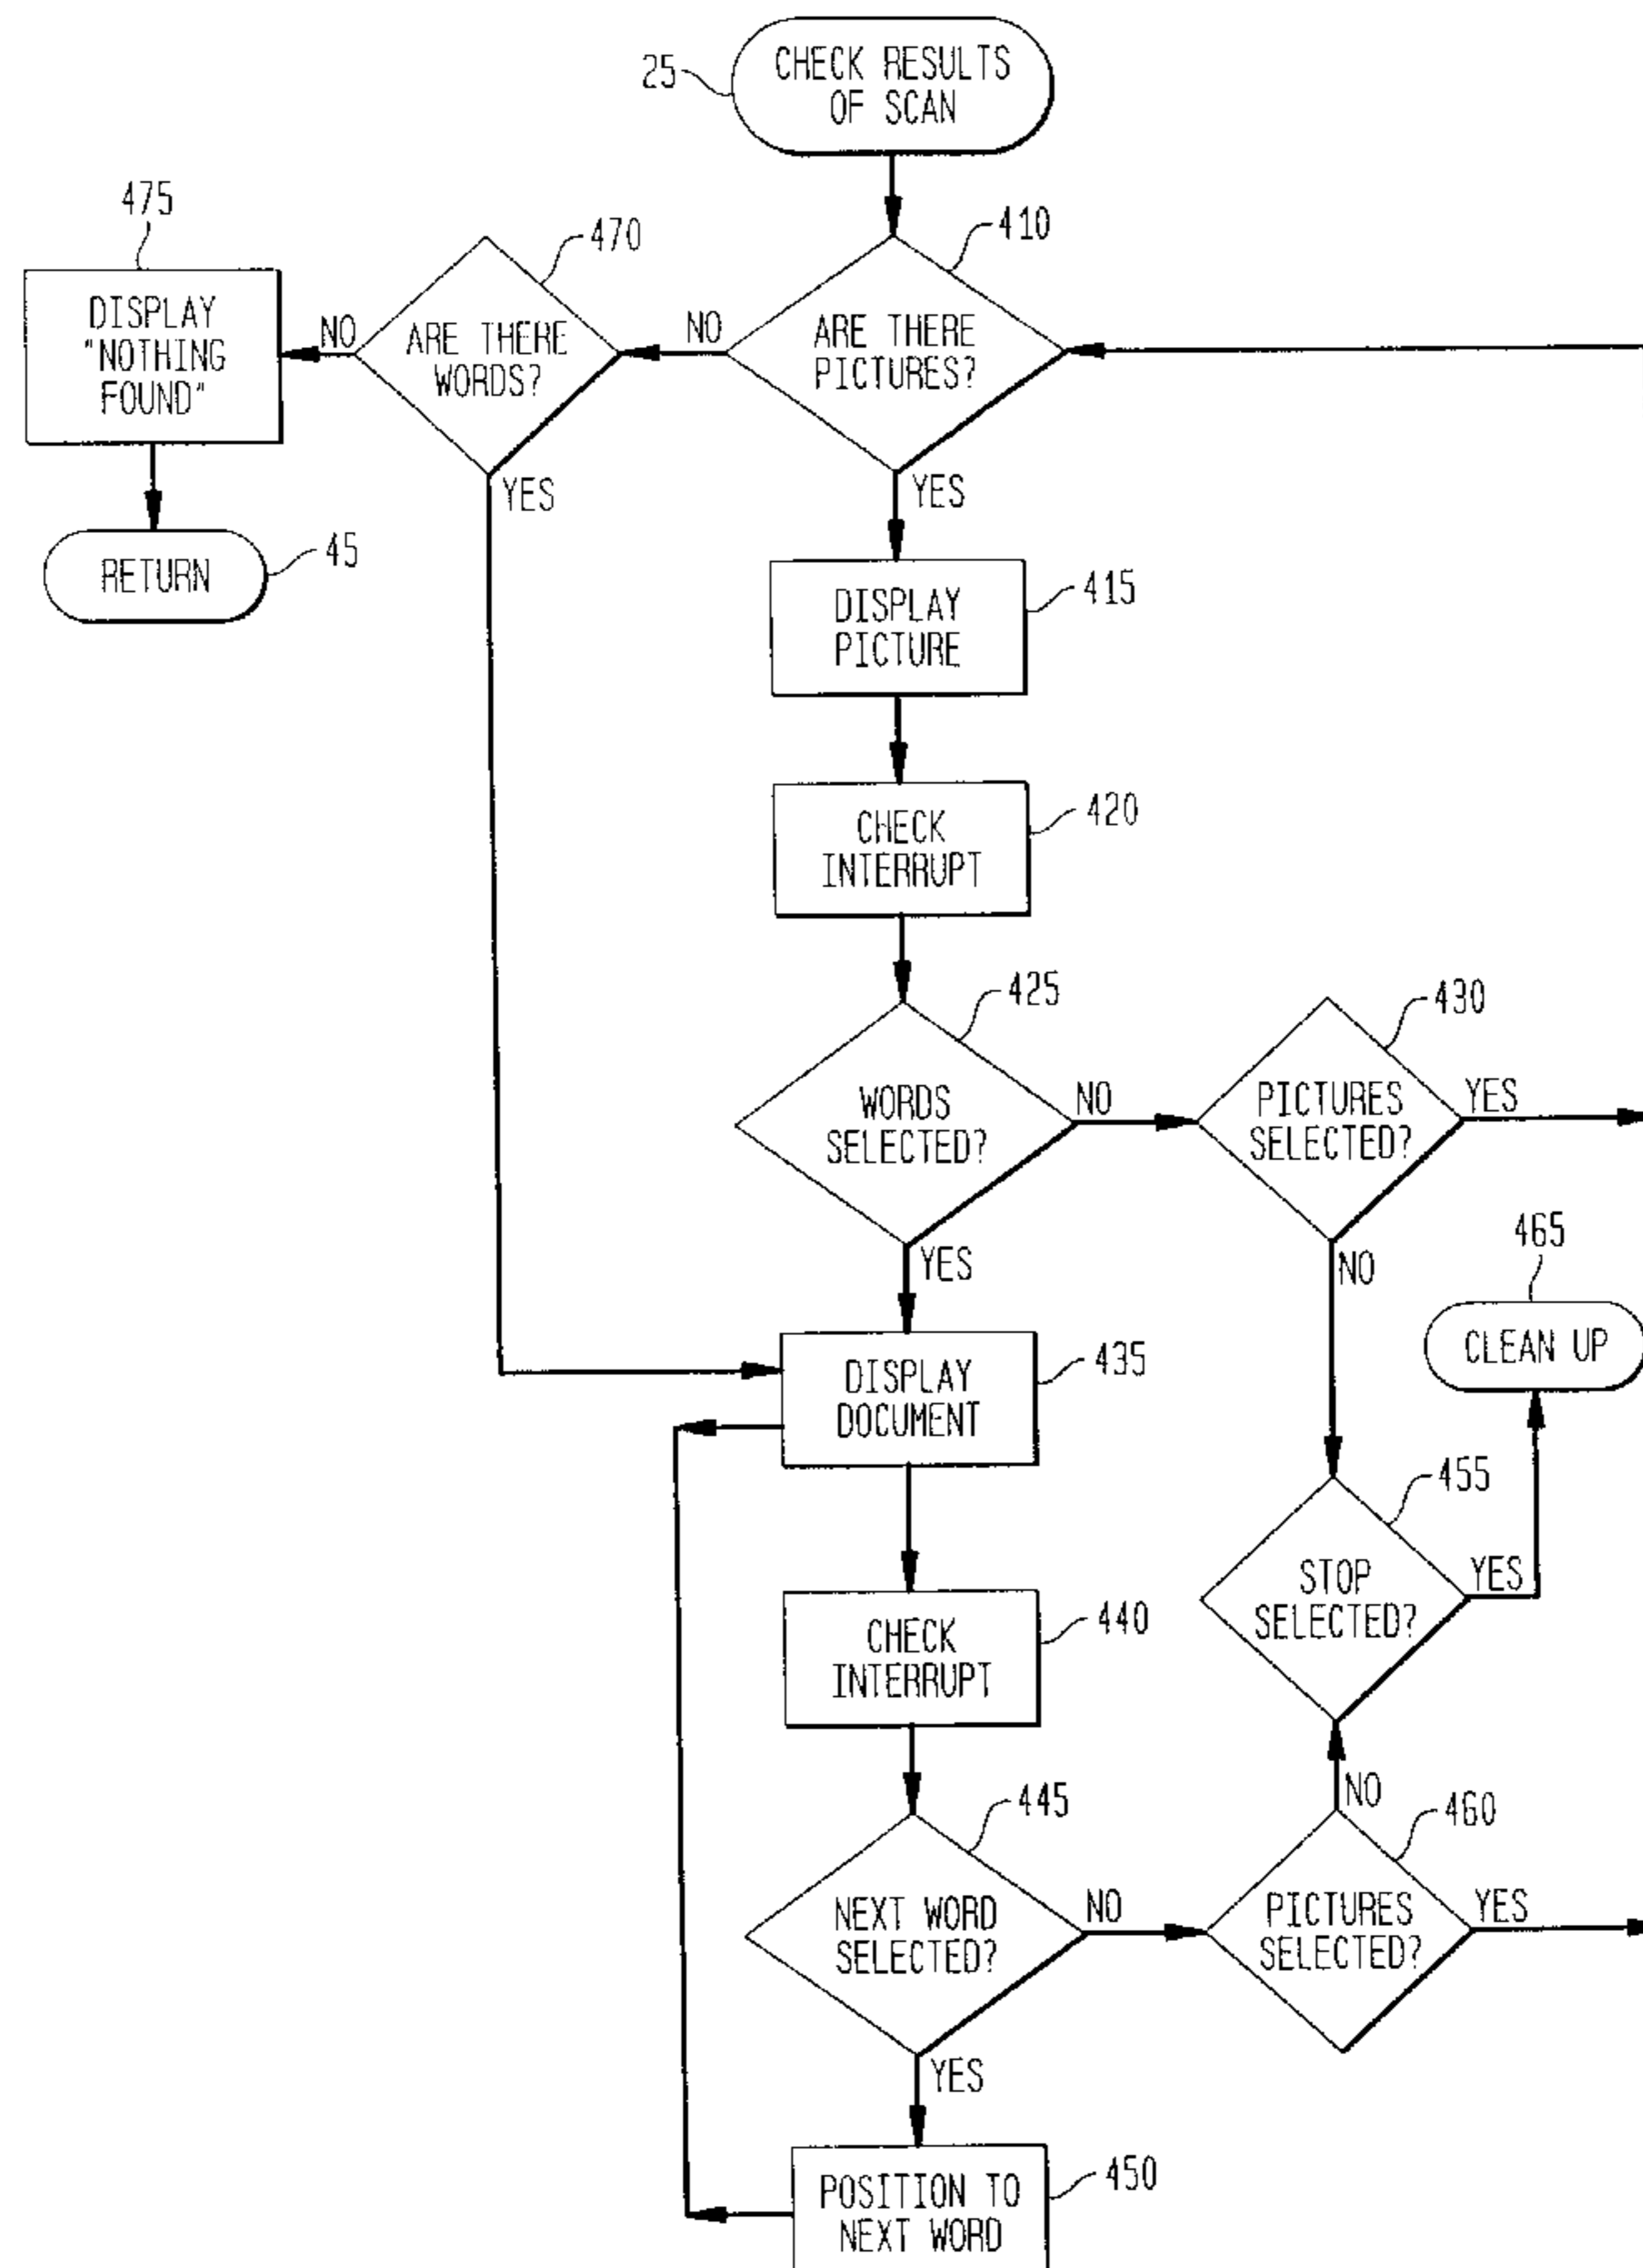 25
CHECK RESULTS
OF SCAN
475
470
410
DISPLAY
"NOTHING
FOUND"
NO
ARE THERE
WORDS?
NO
ARE THERE
PICTURES?
YES
YES
RETURN
45
DISPLAY
PICTURE
415
CHECK
INTERRUPT
420
425
430
WORDS
SELECTED?
NO
PICTURES
SELECTED?
YES
YES
NO
465
CLEAN UP
DISPLAY
DOCUMENT
435
455
STOP
SELECTED?
YES
CHECK
INTERRUPT
440
NO
445
460
NEXT WORD
SELECTED?
NO
PICTURES
SELECTED?
YES
YES
POSITION TO
NEXT WORD
450